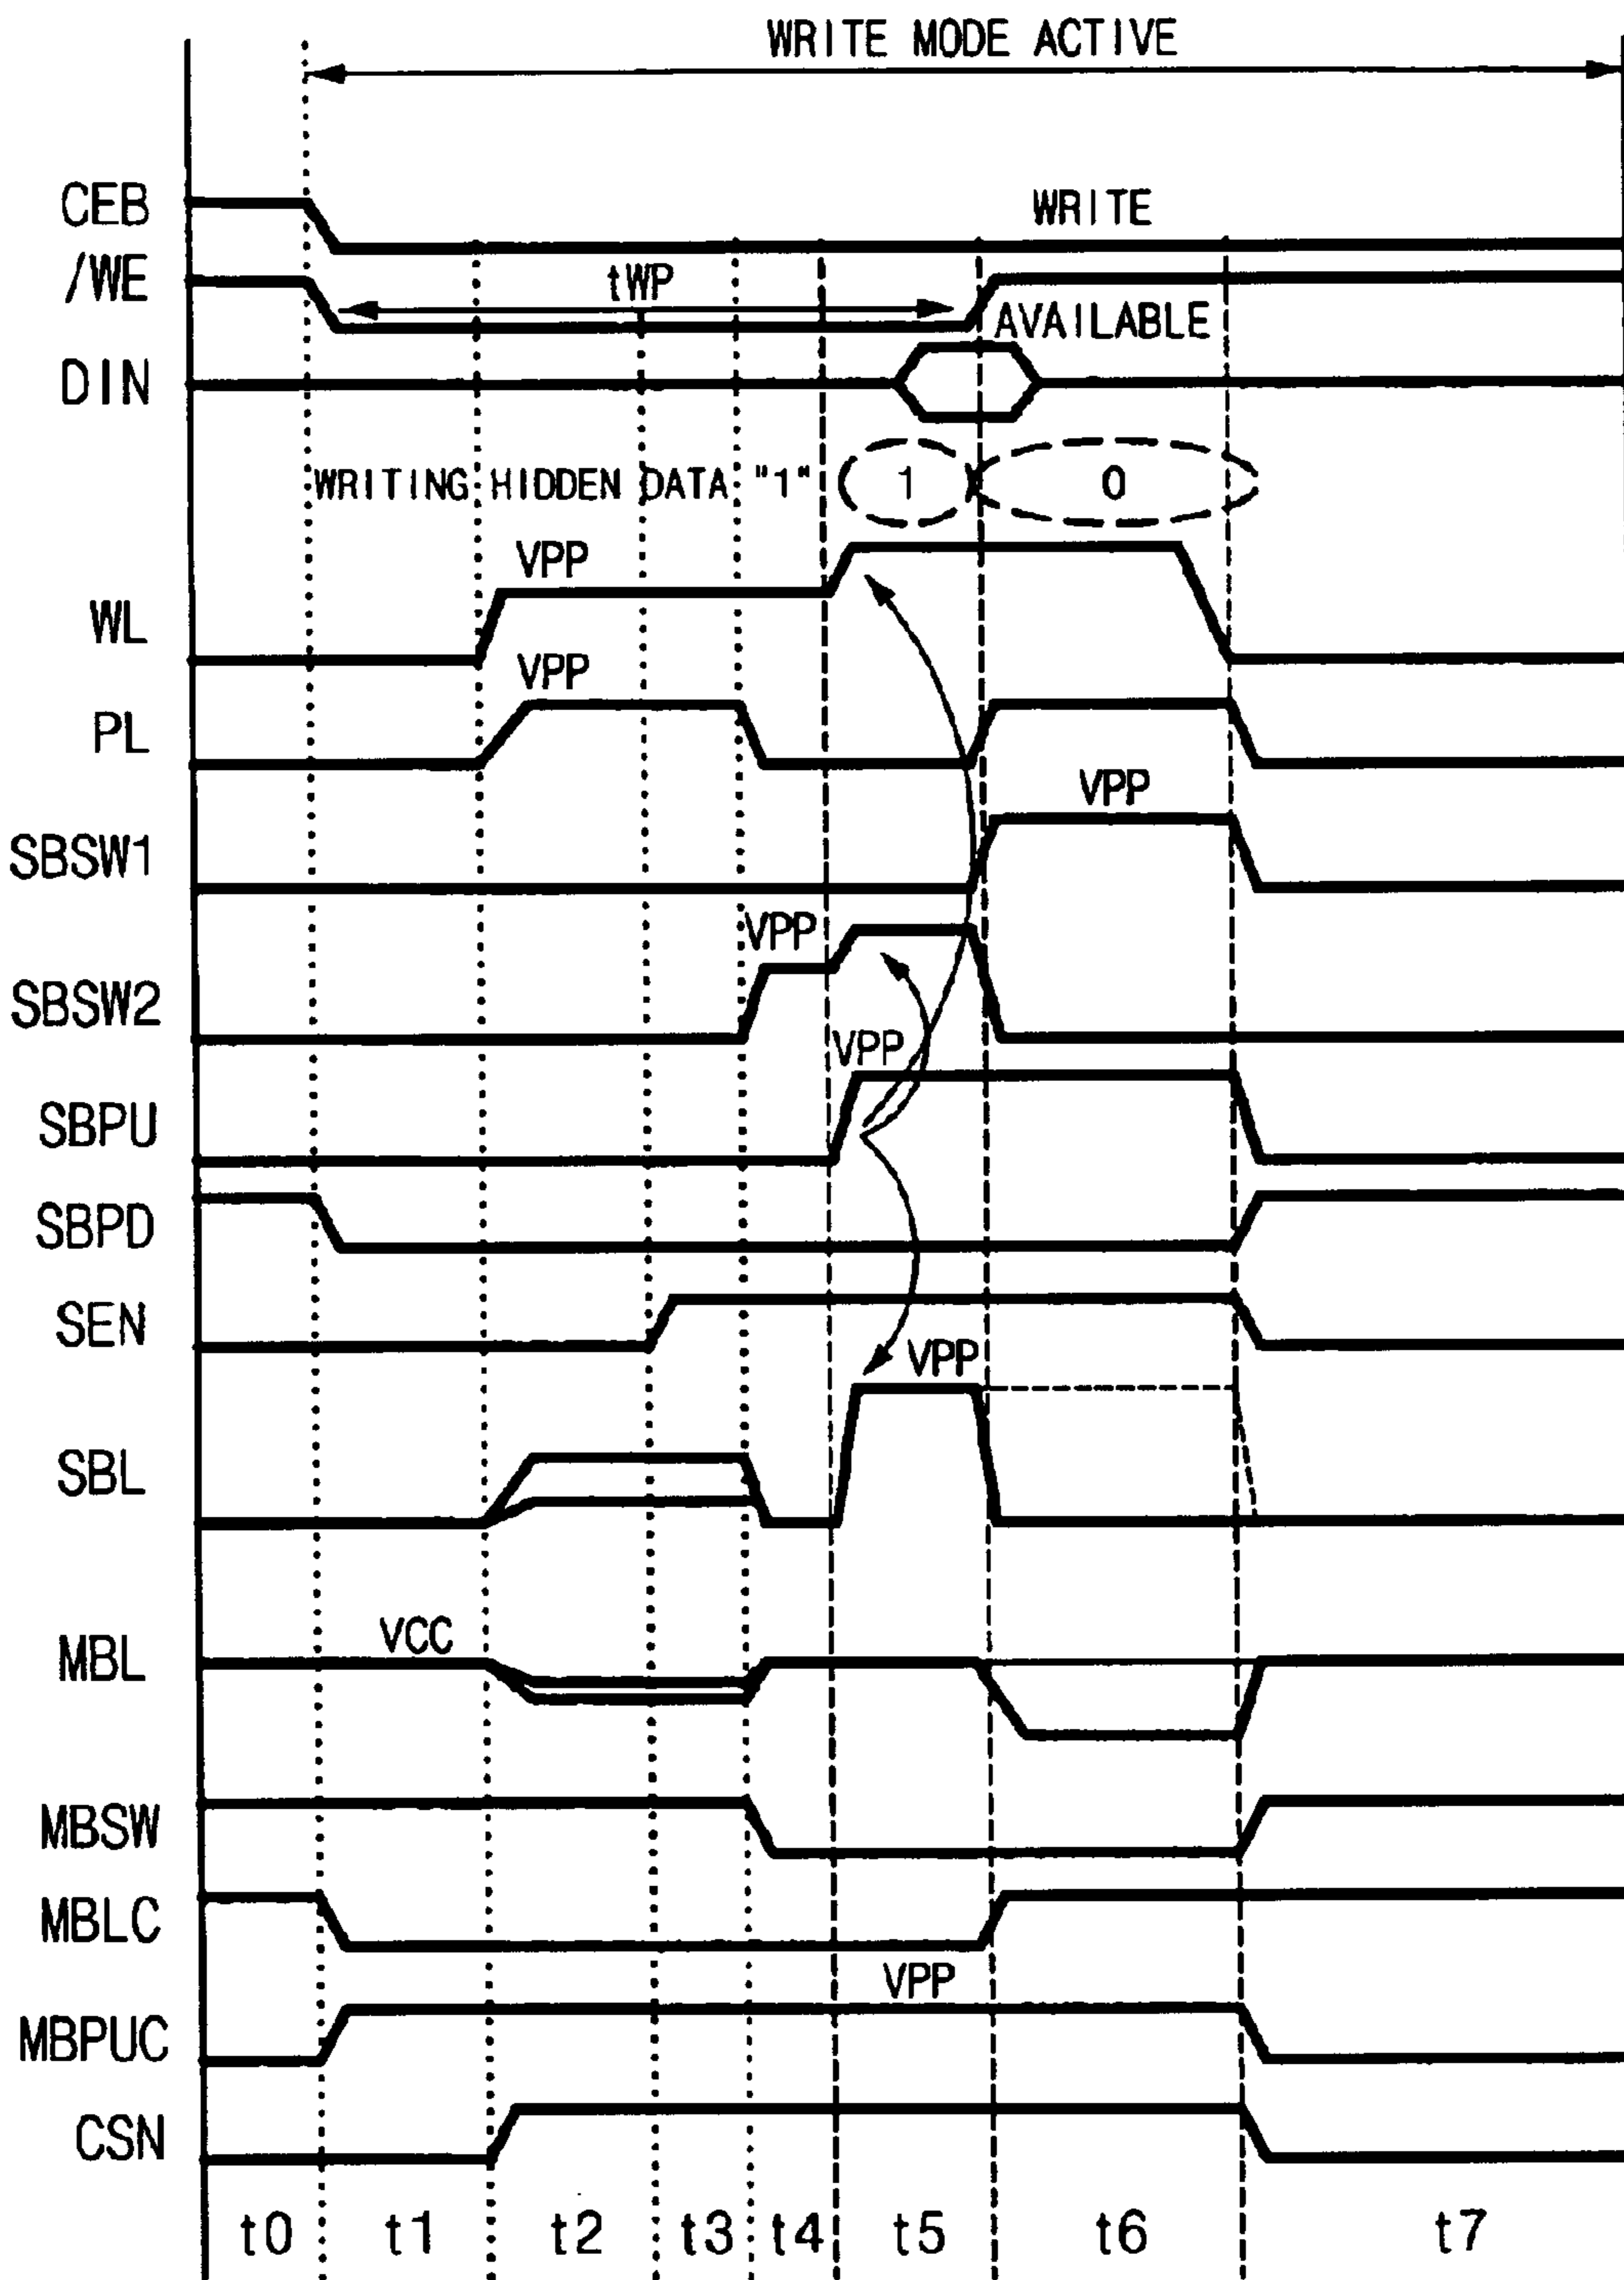 WRITE MODE ACTIVE
CEB
WRITE
/WE
tWP
AVAILABLE
DIN
WRITING HIDDEN DATA "1"
1
0
VPP
WL
VPP
PL
VPP
SBSW1
VPP
SBSW2
VPP
SBPU
SBPD
SEN
VPP
SBL
VCC
MBL
MBSW
MBLC
VPP
MBPUC
CSN
t0 t1 t2 t3 t4 t5 t6 t7